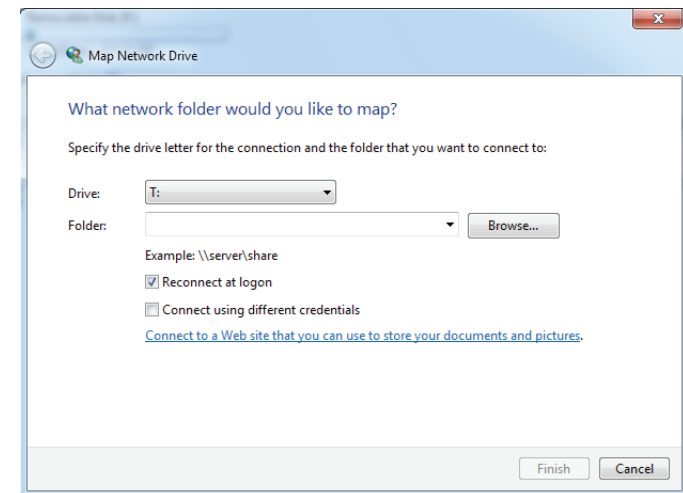 Map Network Drive
What network folder would you like to map?
Specify the drive letter for the connection and the folder that you want to connect to:
Drive: T:
Folder: Browse...
Example: \\server\share
Reconnect at logon
Connect using different credentials
Connect to a Web site that you can use to store your documents and pictures.
Finish Cancel